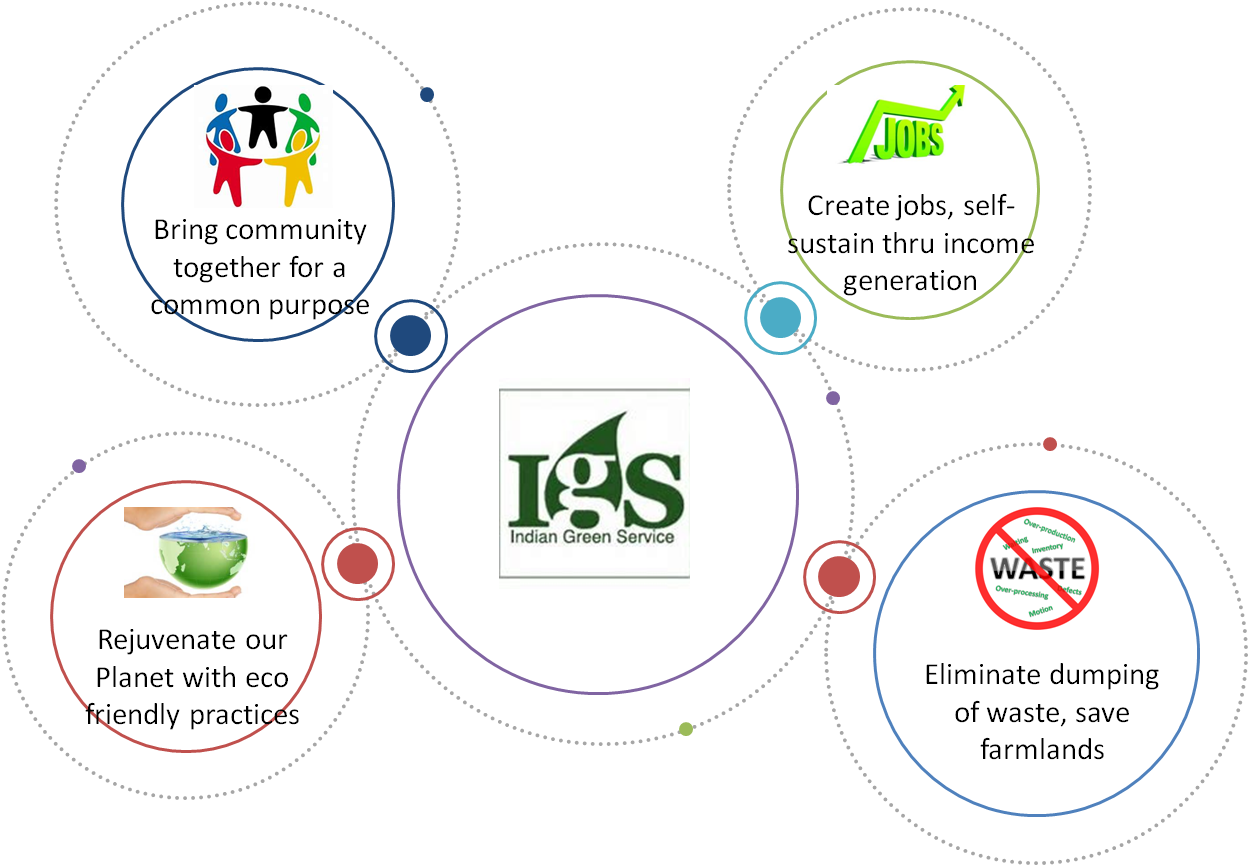 Bring community
together for a
common purpose
JOBS
Create jobs, self-
sustain thru income
generation
IgS
Indian Green Service
Rejuvenate our
Planet with eco
friendly practices
Over-production
Inventory
WASTE
Over-processing
Motion
Eliminate dumping
of waste, save
farmlands